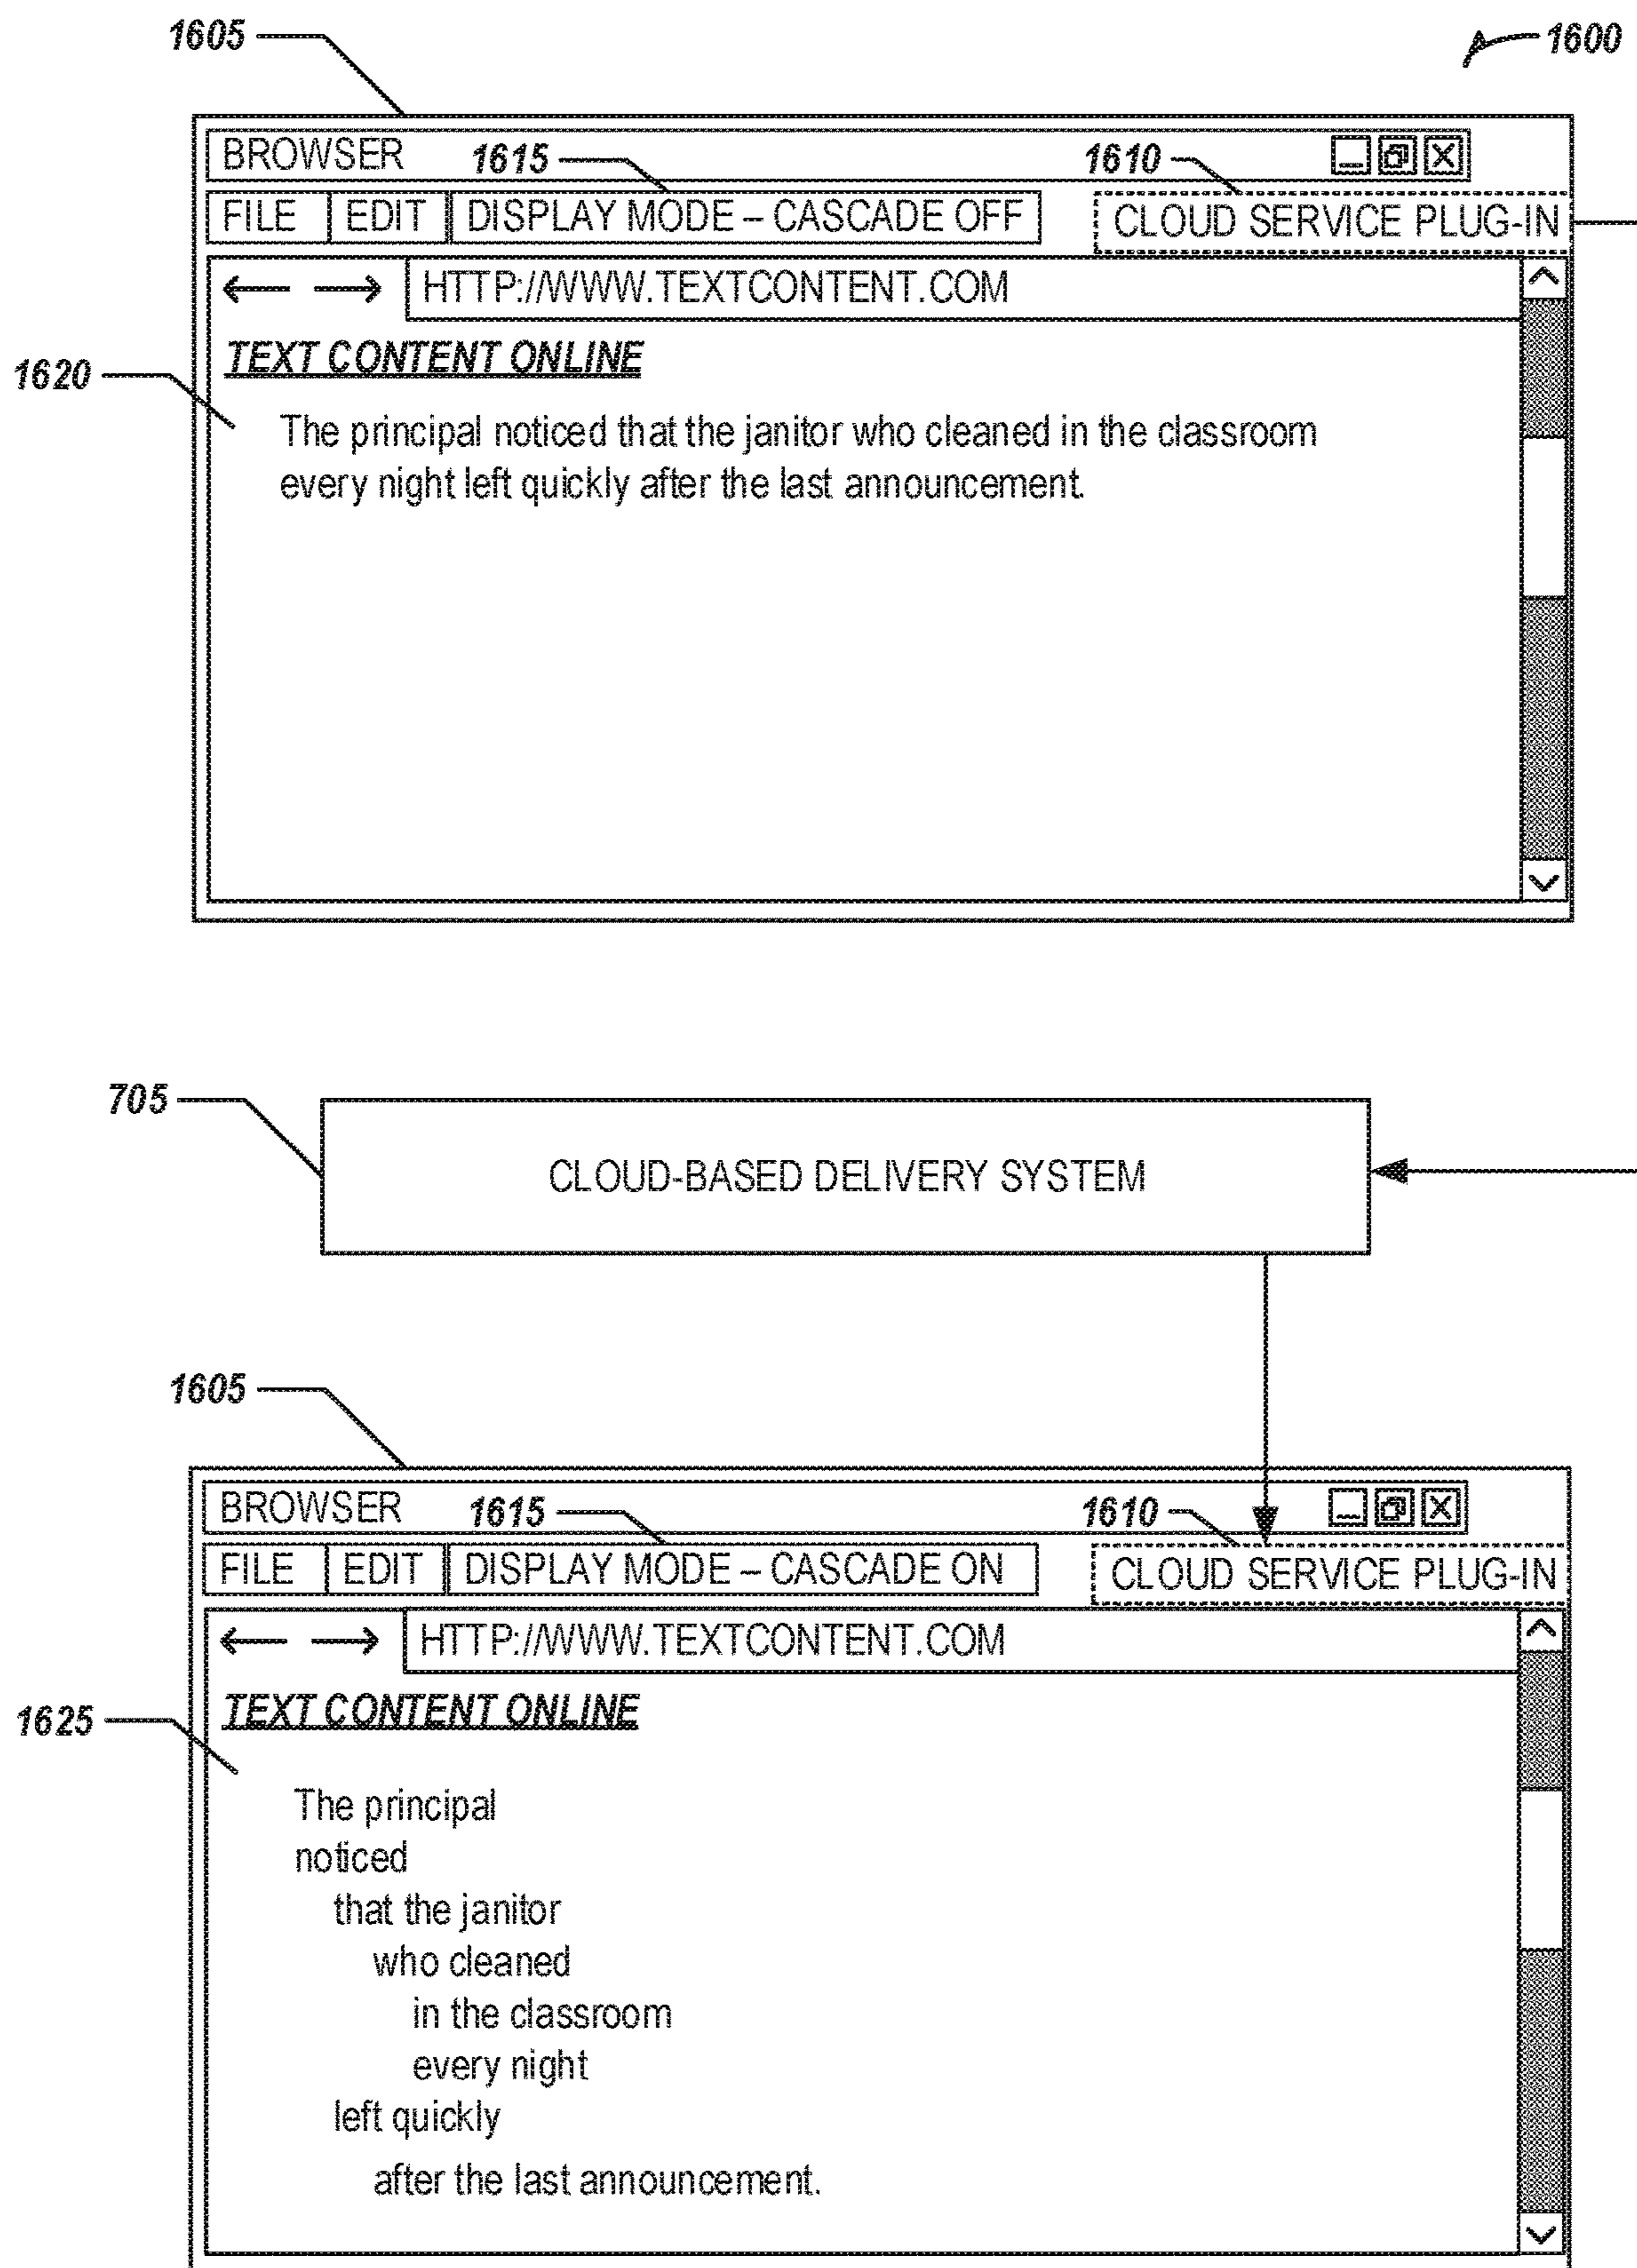 1605
1600
BROWSER 1615 1610
FILE EDIT DISPLAY MODE – CASCADE OFF CLOUD SERVICE PLUG-IN
HTTP://WWW.TEXTCONTENT.COM
TEXT CONTENT ONLINE
1620
The principal noticed that the janitor who cleaned in the classroom
every night left quickly after the last announcement.
705
CLOUD-BASED DELIVERY SYSTEM
1605
BROWSER 1615 1610
FILE EDIT DISPLAY MODE – CASCADE ON CLOUD SERVICE PLUG-IN
HTTP://WWW.TEXTCONTENT.COM
TEXT CONTENT ONLINE
1625
The principal
noticed
that the janitor
who cleaned
in the classroom
every night
left quickly
after the last announcement.